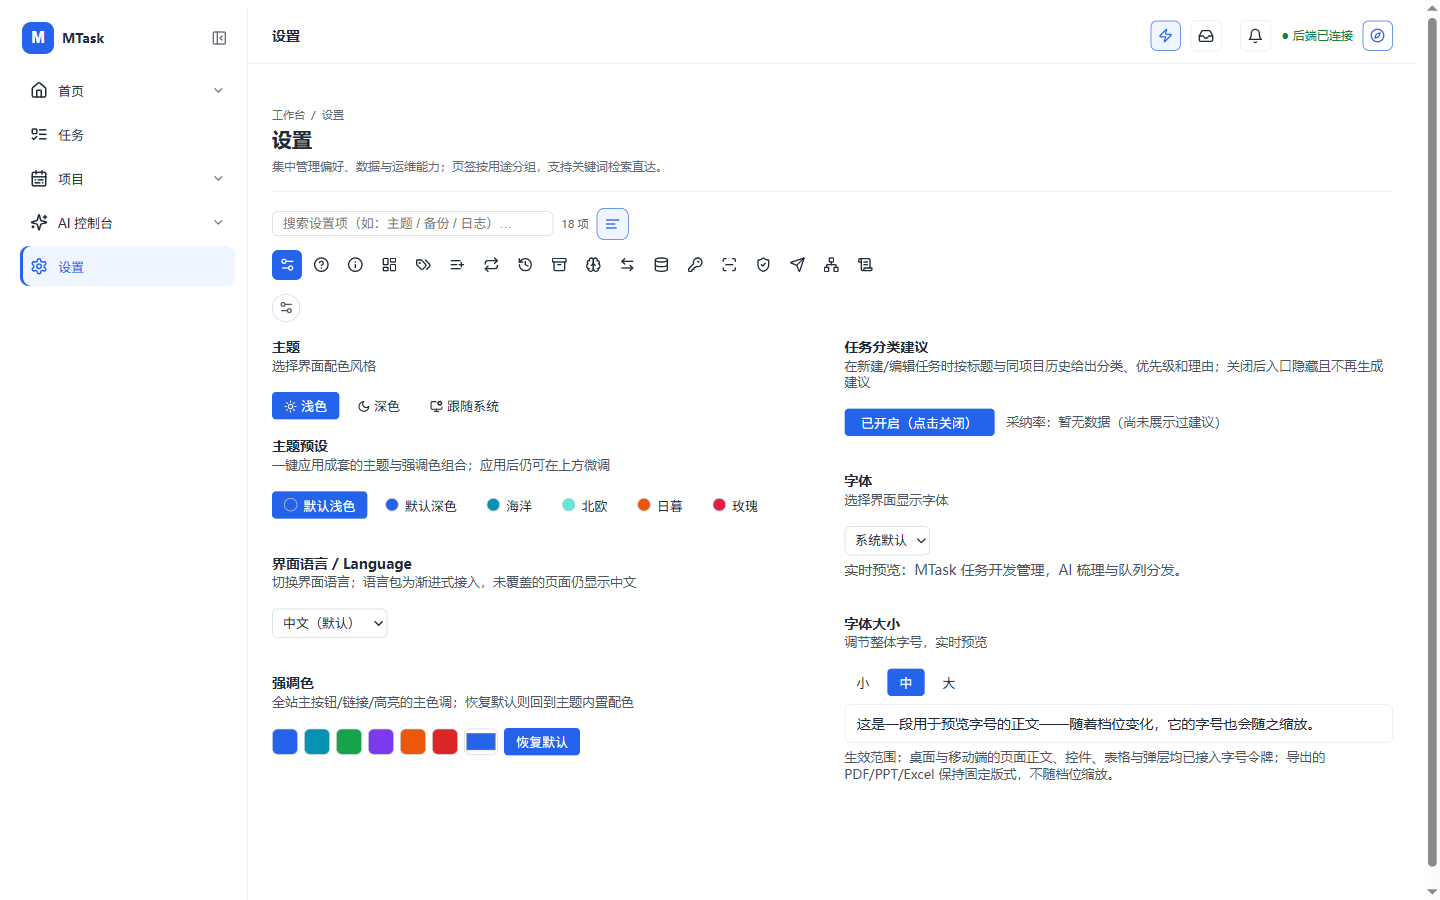 M MTask
首页
任务
项目
AI 控制台
设置
设置
后端已连接
工作台 / 设置
设置
集中管理偏好、数据与运维能力；页签按用途分组，支持关键词检索直达。
搜索设置项（如：主题 / 备份 / 日志）…
18 项
主题
选择界面配色风格
浅色
深色
跟随系统
主题预设
一键应用成套的主题与强调色组合；应用后仍可在上方微调
默认浅色
默认深色
海洋
北欧
日暮
玫瑰
界面语言 / Language
切换界面语言；语言包为渐进式接入，未覆盖的页面仍显示中文
中文（默认）
强调色
全站主按钮/链接/高亮的主色调；恢复默认则回到主题内置配色
恢复默认
任务分类建议
在新建/编辑任务时按标题与同项目历史给出分类、优先级和理由；关闭后入口隐藏且不再生成
建议
已开启（点击关闭）
采纳率：暂无数据（尚未展示过建议）
字体
选择界面显示字体
系统默认
实时预览：MTask 任务开发管理，AI 梳理与队列分发。
字体大小
调节整体字号，实时预览
小
中
大
这是一段用于预览字号的正文——随着档位变化，它的字号也会随之缩放。
生效范围：桌面与移动端的页面正文、控件、表格与弹层均已接入字号令牌；导出的
PDF/PPT/Excel 保持固定版式，不随档位缩放。